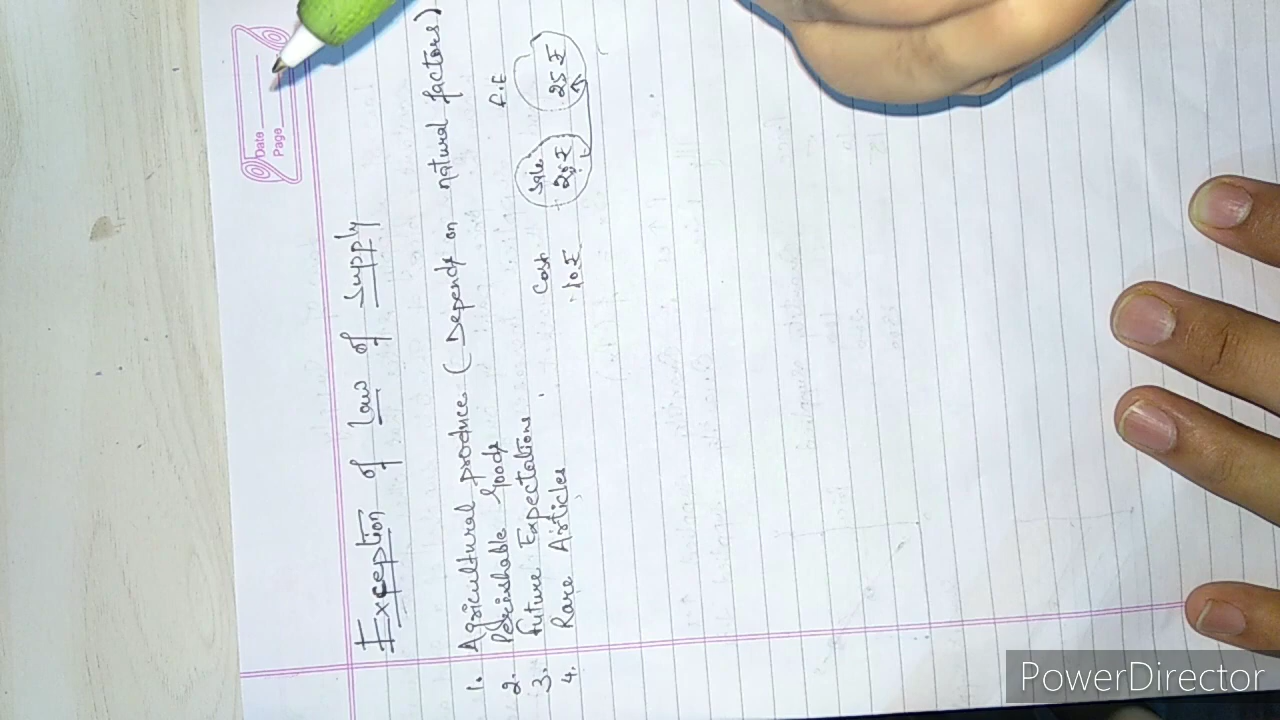 Date
Page
Exception of Law of Supply
1. Agricultural produce (Depends on natural factors)
2. Perishable Goods F.E
3. Future Expectations. Cost Sale
4. Rare Articles 10₹ 20₹ 25₹
PowerDirector